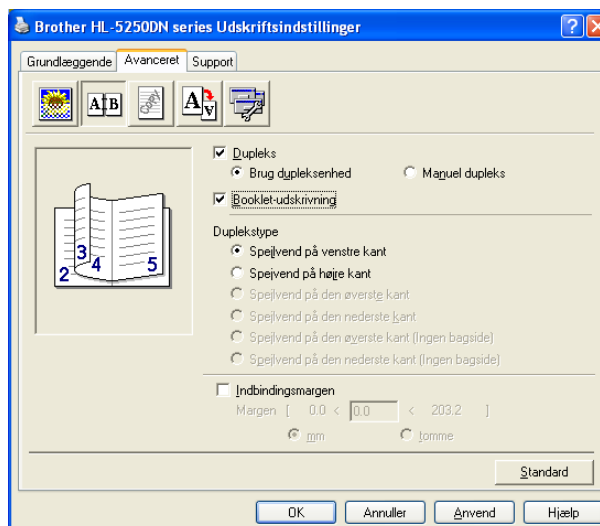 Brother HL-5250DN series Udskriftsindstillinger
Grundlæggende Avanceret Support
A B A A
Dupleks
Brug dupleksenhed Manuel dupleks
Booklet-udskrivning
Duplekstype
Spejlvend på venstre kant
Spejvend på højre kant
Spejlvend på den øverste kant
Spejlvend på den nederste kant
Spejlvend på den øverste kant (Ingen bagside)
Spejlvend på den nederste kant (Ingen bagside)
2 3 4 5
Indbindingsmargen
Margen [ 0.0 < 0.0 < 203.2 ]
mm tomme
Standard
OK Annuller Anvend Hjælp